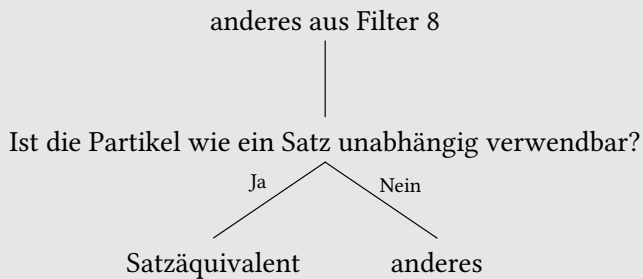 anderes aus Filter 8
Ist die Partikel wie ein Satz unabhängig verwendbar?
Ja Nein
Satzäquivalent anderes